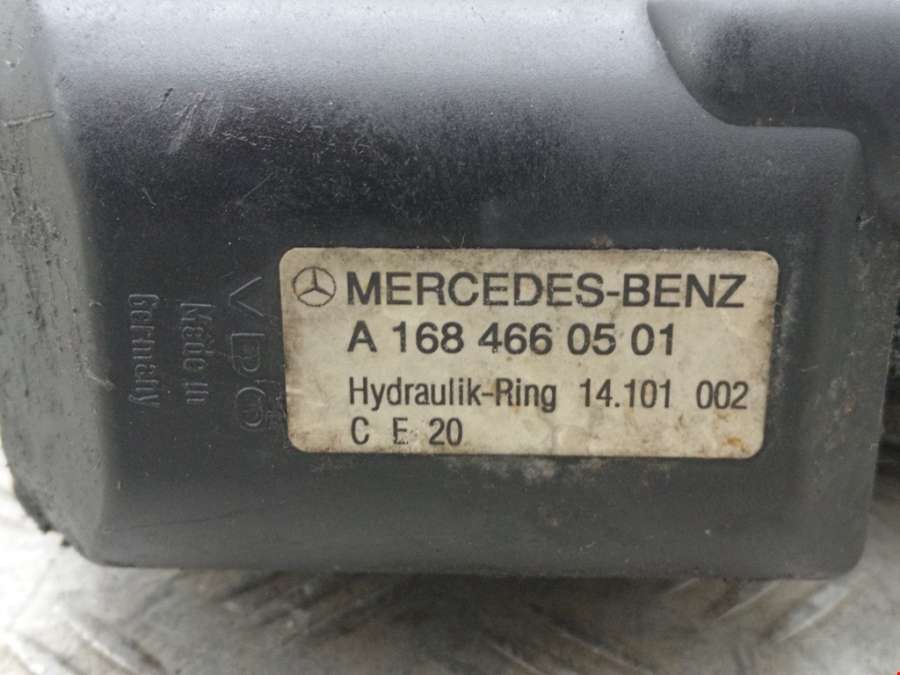 MERCEDES-BENZ
A 168 466 05 01
Hydraulik-Ring 14.101 002
C E 20
VDO
Made in
Germany